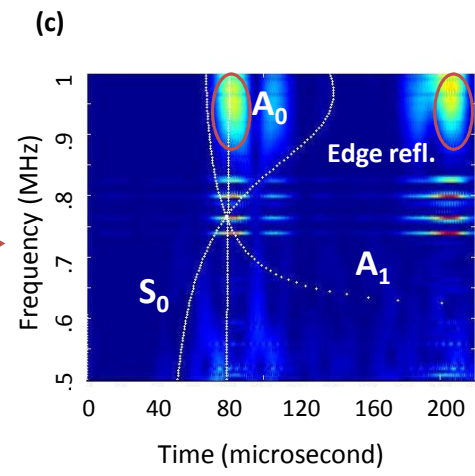 (c)
1
.9
.8
.7
.6
.5
Frequency (MHz)
A0
Edge refl.
A1
S0
0
40
80
120
160
200
Time (microsecond)